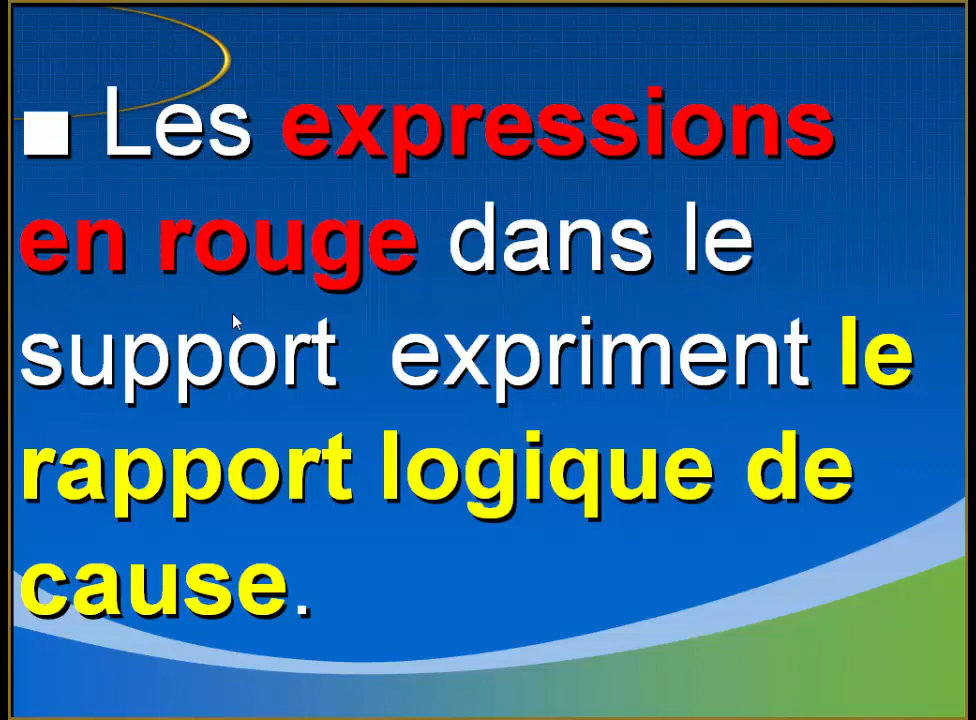 ■ Les expressions
en rouge dans le
support expriment le
rapport logique de
cause.